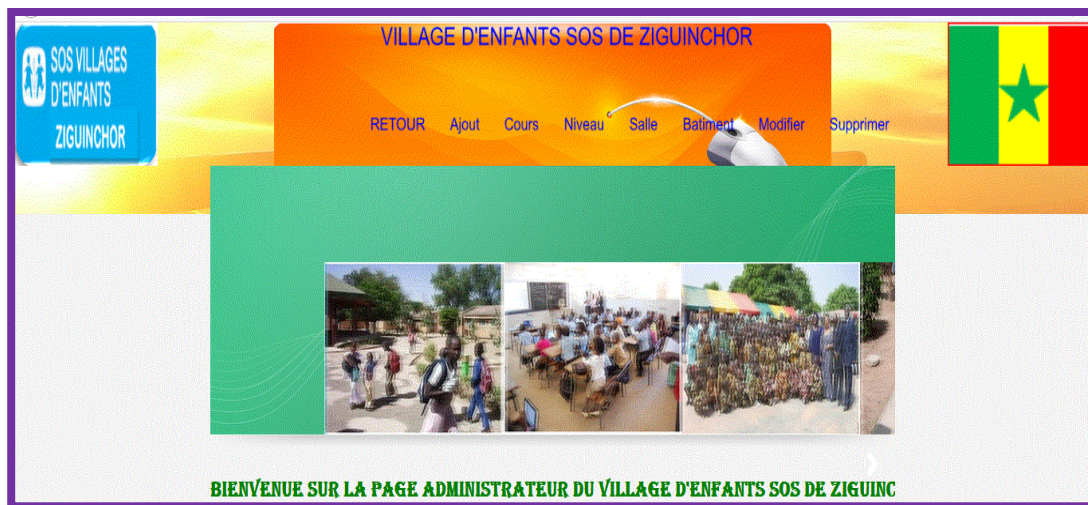 SOS VILLAGES
D'ENFANTS
ZIGUINCHOR
VILLAGE D'ENFANTS SOS DE ZIGUINCHOR
RETOUR Ajout Cours Niveau Salle Batiment Modifier Supprimer
BIENVENUE SUR LA PAGE ADMINISTRATEUR DU VILLAGE D'ENFANTS SOS DE ZIGUINC